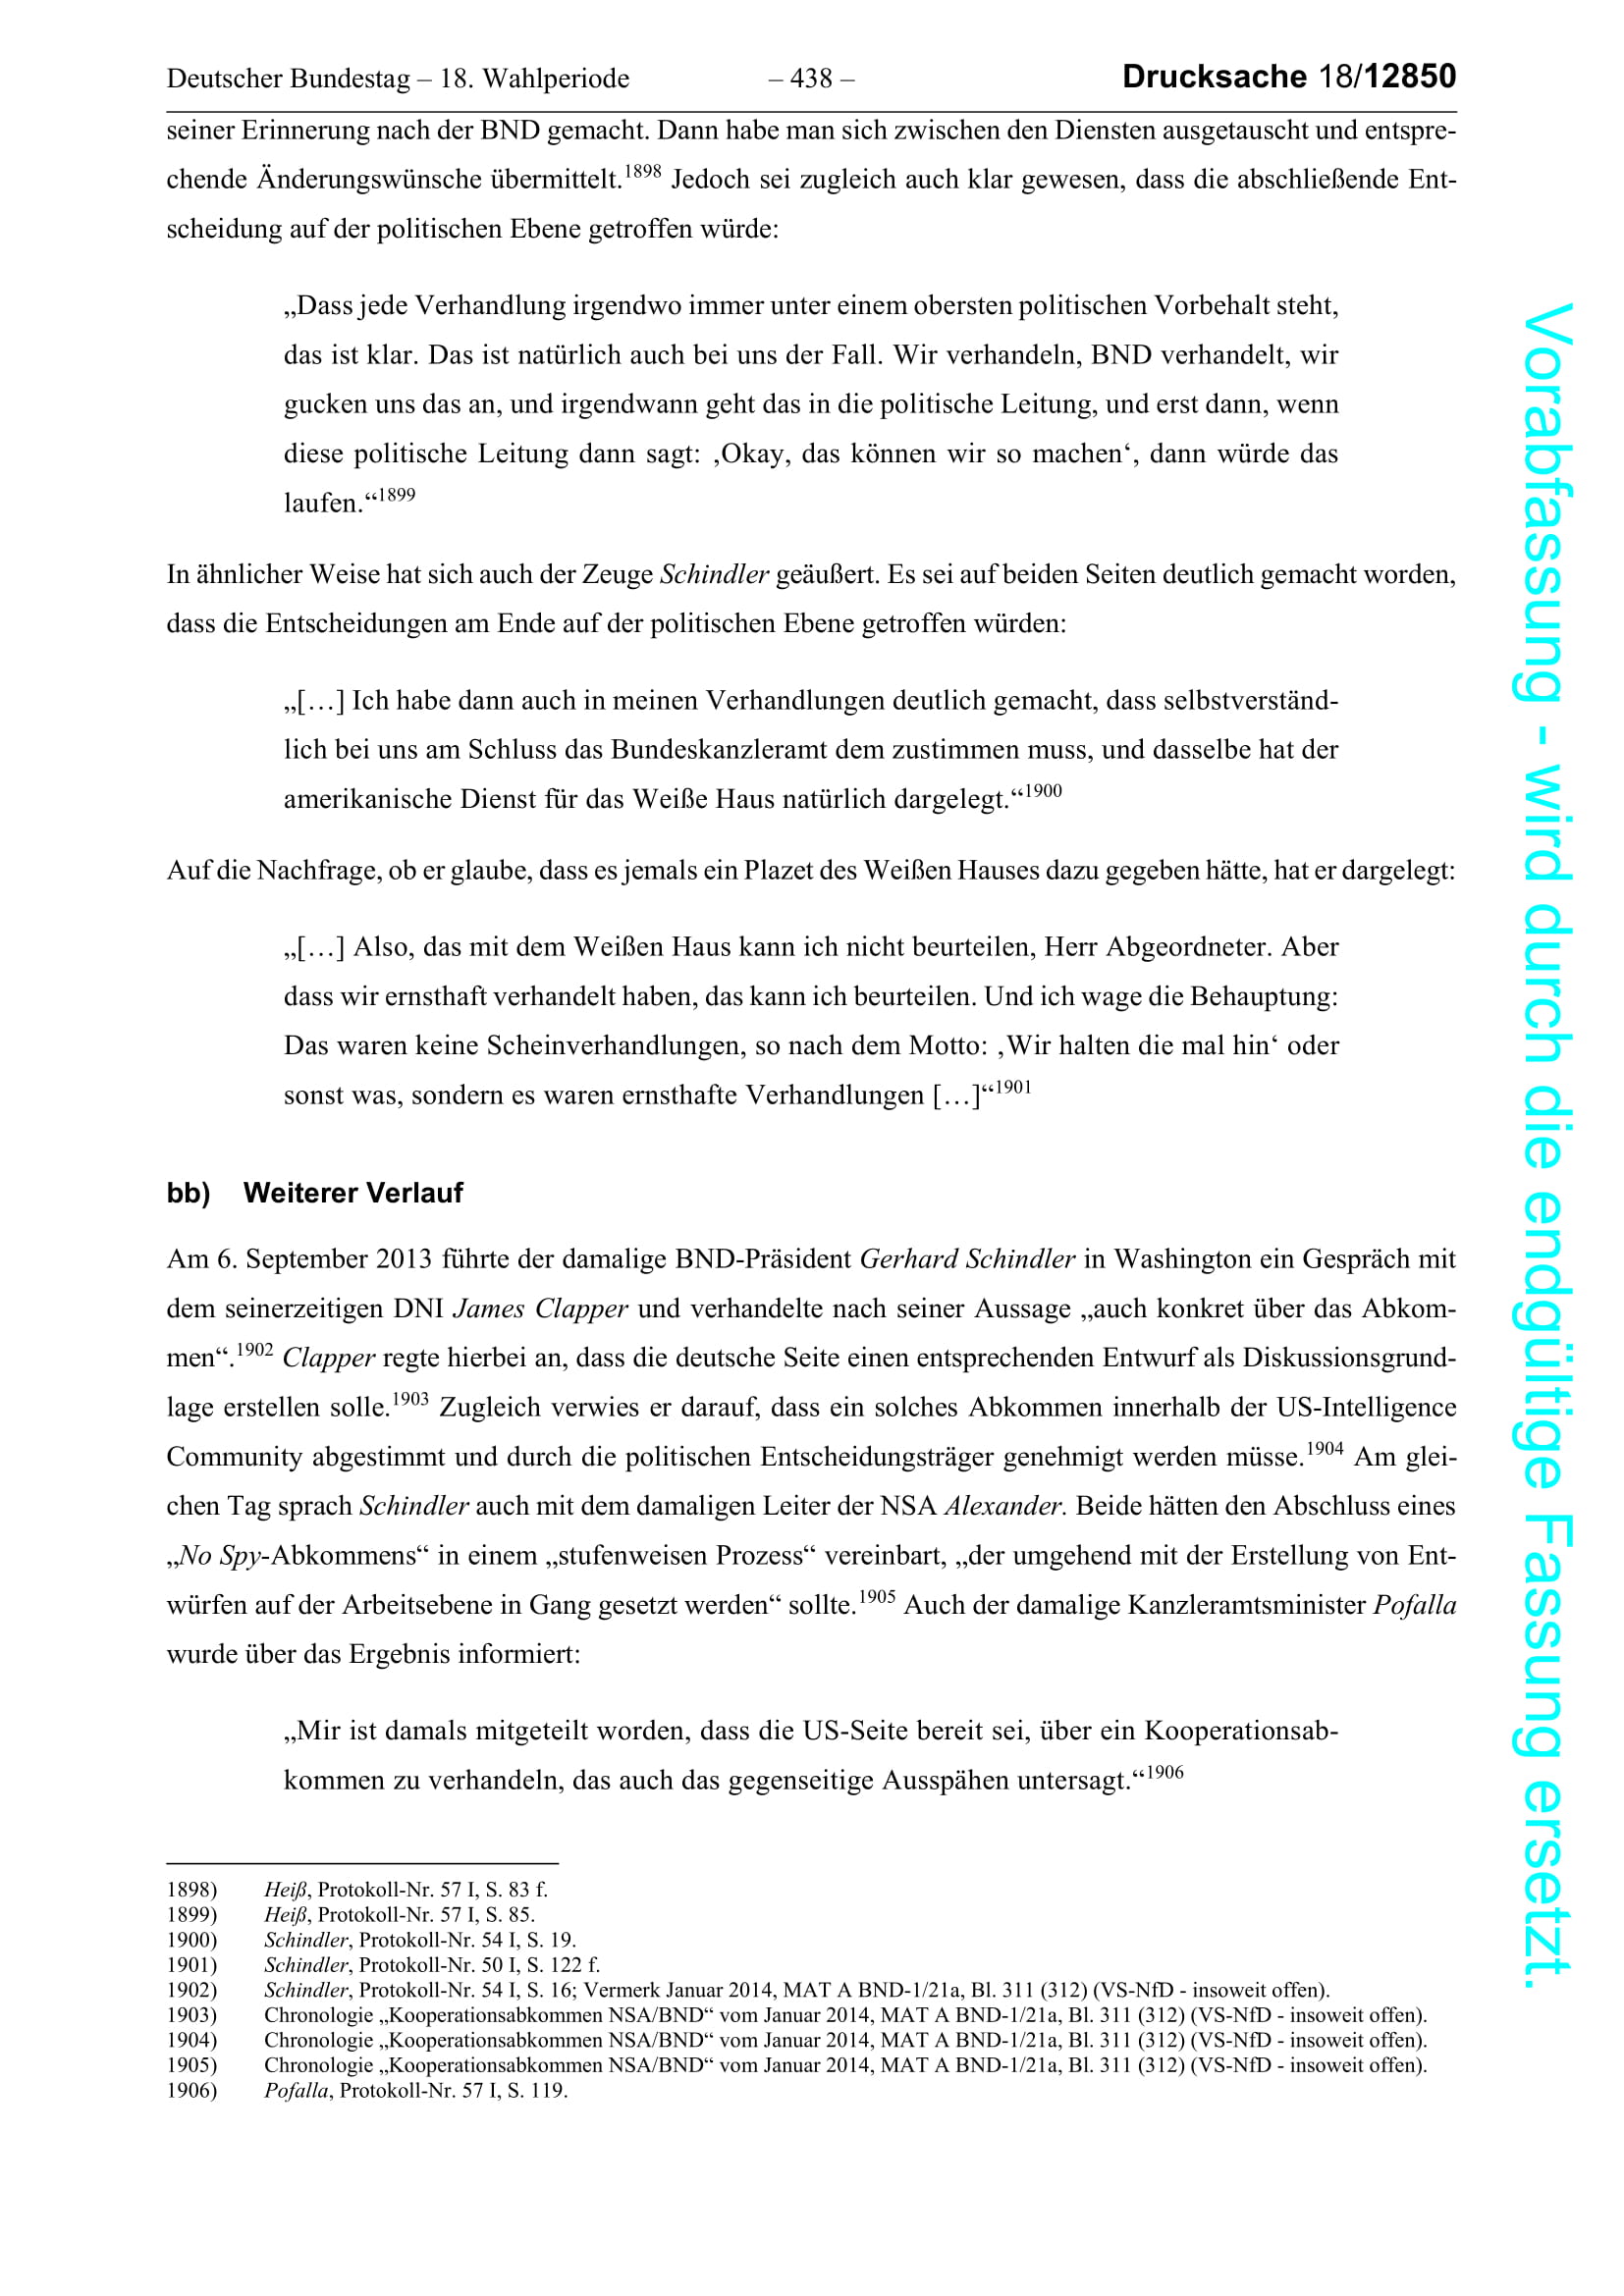 Deutscher Bundestag – 18. Wahlperiode – 438 – Drucksache 18/12850
seiner Erinnerung nach der BND gemacht. Dann habe man sich zwischen den Diensten ausgetauscht und entspre-
chende Änderungswünsche übermittelt.1898 Jedoch sei zugleich auch klar gewesen, dass die abschließende Ent-
scheidung auf der politischen Ebene getroffen würde:
„Dass jede Verhandlung irgendwo immer unter einem obersten politischen Vorbehalt steht,
das ist klar. Das ist natürlich auch bei uns der Fall. Wir verhandeln, BND verhandelt, wir
gucken uns das an, und irgendwann geht das in die politische Leitung, und erst dann, wenn
diese politische Leitung dann sagt: ‚Okay, das können wir so machen‘, dann würde das
laufen.“1899
In ähnlicher Weise hat sich auch der Zeuge Schindler geäußert. Es sei auf beiden Seiten deutlich gemacht worden,
dass die Entscheidungen am Ende auf der politischen Ebene getroffen würden:
„[…] Ich habe dann auch in meinen Verhandlungen deutlich gemacht, dass selbstverständ-
lich bei uns am Schluss das Bundeskanzleramt dem zustimmen muss, und dasselbe hat der
amerikanische Dienst für das Weiße Haus natürlich dargelegt.“1900
Auf die Nachfrage, ob er glaube, dass es jemals ein Plazet des Weißen Hauses dazu gegeben hätte, hat er dargelegt:
„[…] Also, das mit dem Weißen Haus kann ich nicht beurteilen, Herr Abgeordneter. Aber
dass wir ernsthaft verhandelt haben, das kann ich beurteilen. Und ich wage die Behauptung:
Das waren keine Scheinverhandlungen, so nach dem Motto: ‚Wir halten die mal hin‘ oder
sonst was, sondern es waren ernsthafte Verhandlungen […]“1901
bb) Weiterer Verlauf
Am 6. September 2013 führte der damalige BND-Präsident Gerhard Schindler in Washington ein Gespräch mit
dem seinerzeitigen DNI James Clapper und verhandelte nach seiner Aussage „auch konkret über das Abkom-
men“.1902 Clapper regte hierbei an, dass die deutsche Seite einen entsprechenden Entwurf als Diskussionsgrund-
lage erstellen solle.1903 Zugleich verwies er darauf, dass ein solches Abkommen innerhalb der US-Intelligence
Community abgestimmt und durch die politischen Entscheidungsträger genehmigt werden müsse.1904 Am glei-
chen Tag sprach Schindler auch mit dem damaligen Leiter der NSA Alexander. Beide hätten den Abschluss eines
„No Spy-Abkommens“ in einem „stufenweisen Prozess“ vereinbart, „der umgehend mit der Erstellung von Ent-
würfen auf der Arbeitsebene in Gang gesetzt werden“ sollte.1905 Auch der damalige Kanzleramtsminister Pofalla
wurde über das Ergebnis informiert:
„Mir ist damals mitgeteilt worden, dass die US-Seite bereit sei, über ein Kooperationsab-
kommen zu verhandeln, das auch das gegenseitige Ausspähen untersagt.“1906
1898) Heiß, Protokoll-Nr. 57 I, S. 83 f.
1899) Heiß, Protokoll-Nr. 57 I, S. 85.
1900) Schindler, Protokoll-Nr. 54 I, S. 19.
1901) Schindler, Protokoll-Nr. 50 I, S. 122 f.
1902) Schindler, Protokoll-Nr. 54 I, S. 16; Vermerk Januar 2014, MAT A BND-1/21a, Bl. 311 (312) (VS-NfD - insoweit offen).
1903) Chronologie „Kooperationsabkommen NSA/BND“ vom Januar 2014, MAT A BND-1/21a, Bl. 311 (312) (VS-NfD - insoweit offen).
1904) Chronologie „Kooperationsabkommen NSA/BND“ vom Januar 2014, MAT A BND-1/21a, Bl. 311 (312) (VS-NfD - insoweit offen).
1905) Chronologie „Kooperationsabkommen NSA/BND“ vom Januar 2014, MAT A BND-1/21a, Bl. 311 (312) (VS-NfD - insoweit offen).
1906) Pofalla, Protokoll-Nr. 57 I, S. 119.
Vorabfassung - wird durch die endgültige Fassung ersetzt.